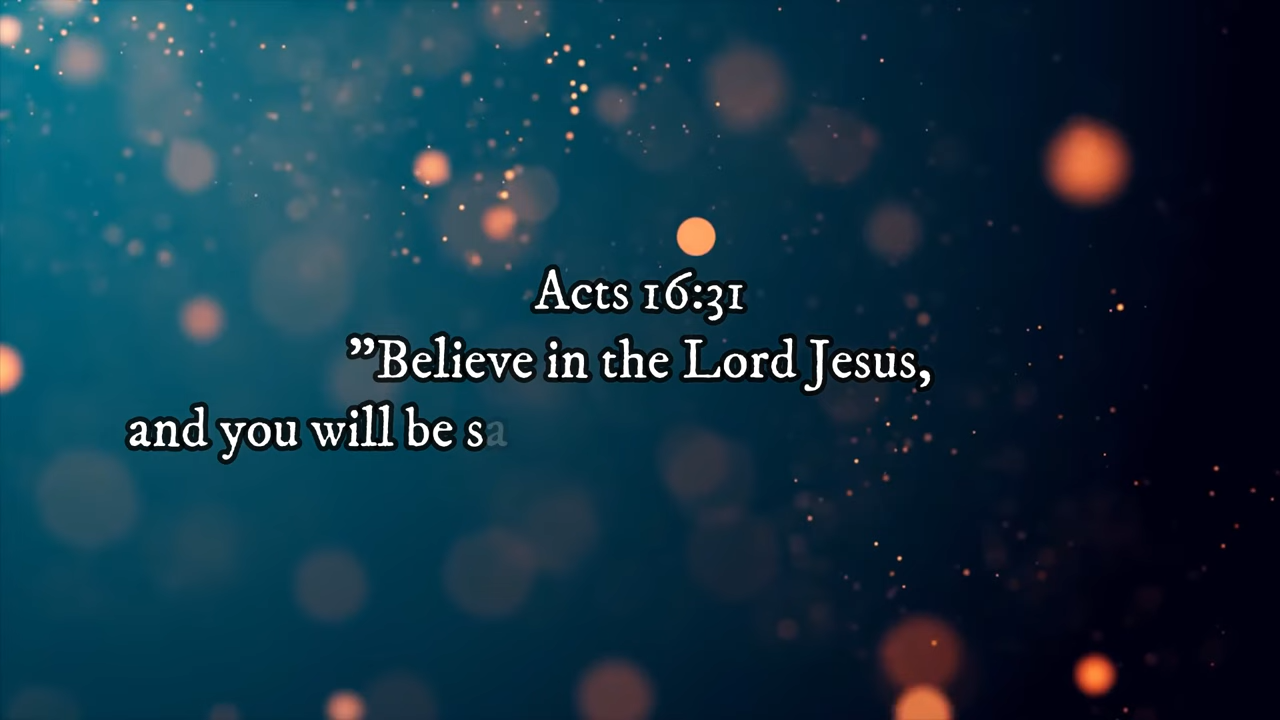 Acts 16:31
”Believe in the Lord Jesus,
and you will be sa